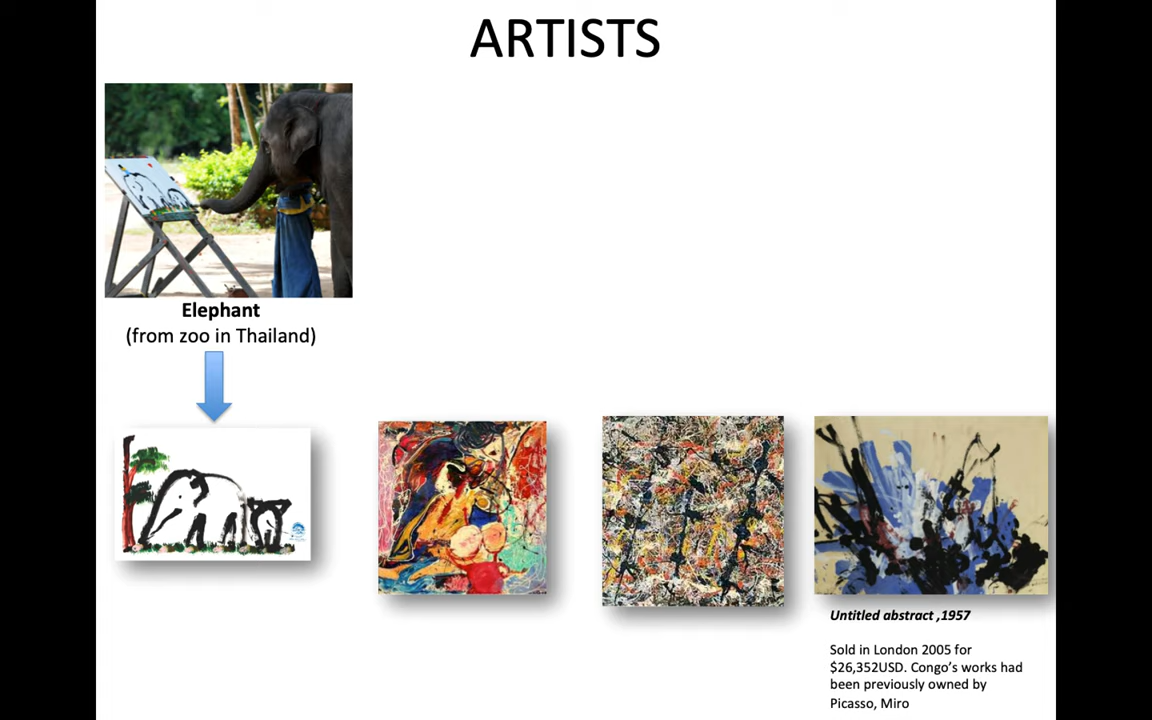 ARTISTS
Elephant
(from zoo in Thailand)
Untitled abstract ,1957
Sold in London 2005 for
$26,352USD. Congo's works had
been previously owned by
Picasso, Miro